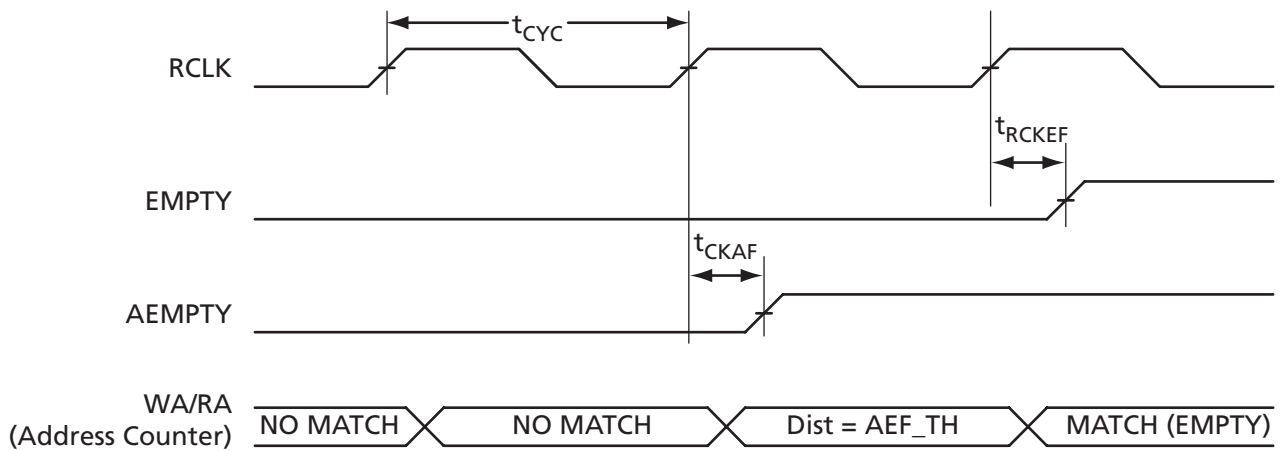 tCYC
RCLK
tRCKEF
EMPTY
tCKAF
AEMPTY
WA/RA
(Address Counter)
NO MATCH
NO MATCH
Dist = AEF_TH
MATCH (EMPTY)